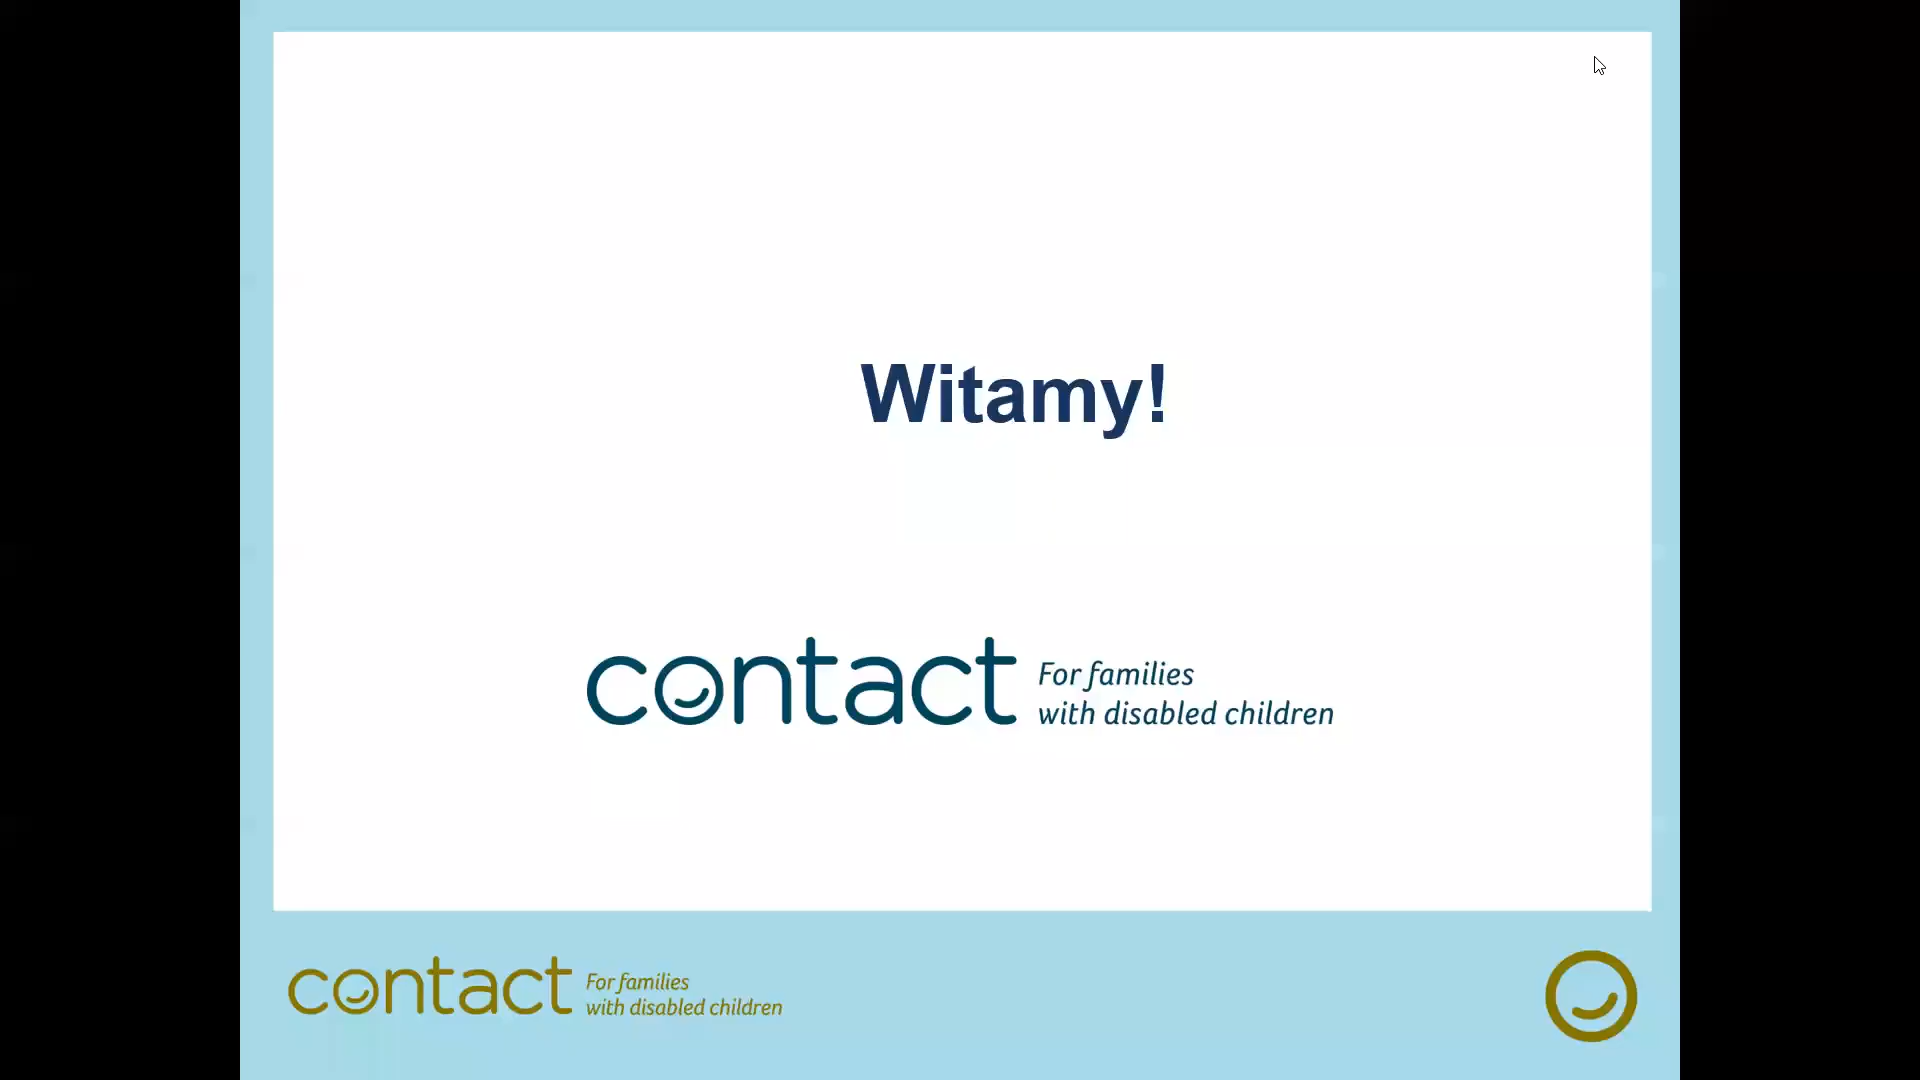 Witamy!
contact
For families
with disabled children
contact
For families
with disabled children